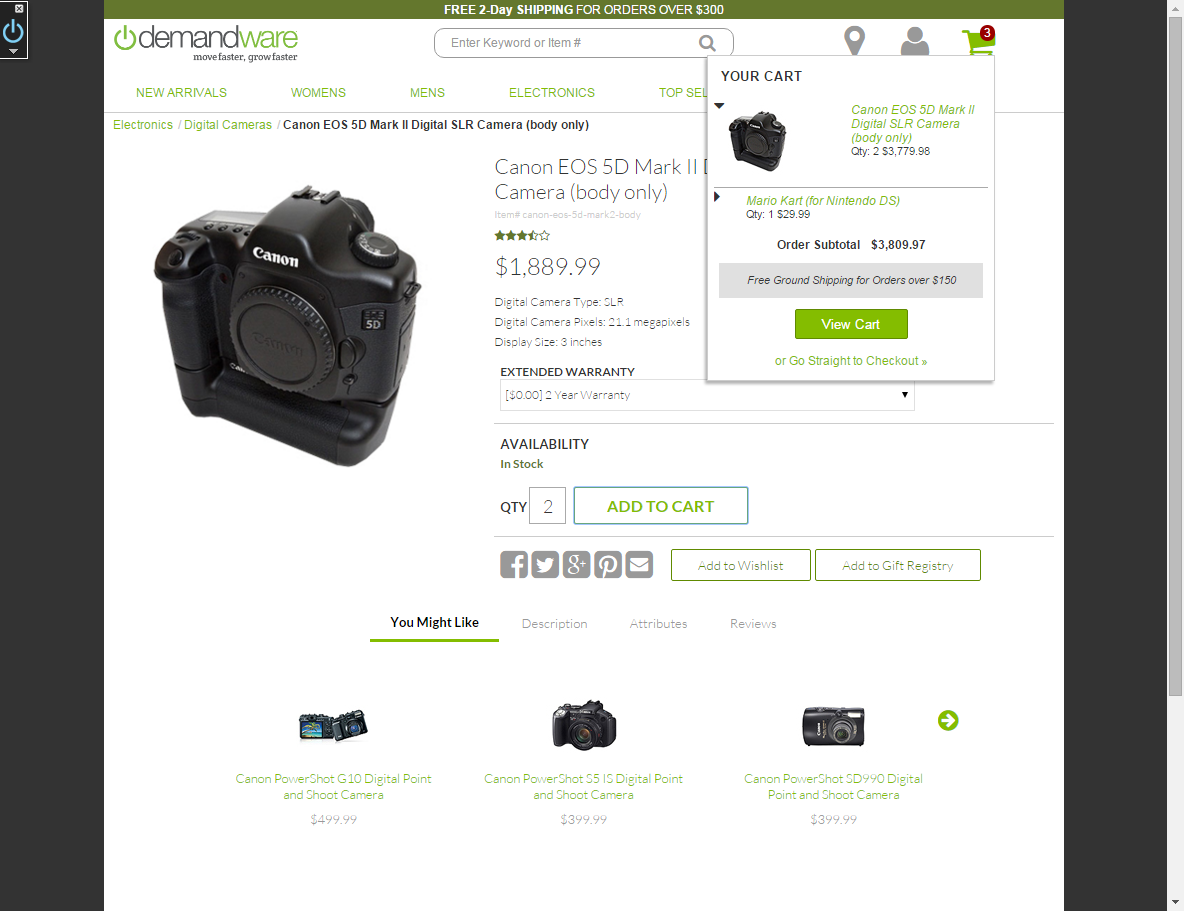 FREE 2-Day SHIPPING FOR ORDERS OVER $300
demandware
move faster, grow faster
Enter Keyword or Item #
3
NEW ARRIVALS WOMENS MENS ELECTRONICS TOP SEL
Electronics / Digital Cameras / Canon EOS 5D Mark II Digital SLR Camera (body only)
YOUR CART
Canon EOS 5D Mark II
Digital SLR Camera
(body only)
Qty: 2 $3,779.98
Mario Kart (for Nintendo DS)
Qty: 1 $29.99
Order Subtotal $3,809.97
Free Ground Shipping for Orders over $150
View Cart
or Go Straight to Checkout »
Canon
5D
Canon EOS 5D Mark II D
Camera (body only)
Item# canon-eos-5d-mark2-body
$1,889.99
Digital Camera Type: SLR
Digital Camera Pixels: 21.1 megapixels
Display Size: 3 inches
EXTENDED WARRANTY
[$0.00] 2 Year Warranty
AVAILABILITY
In Stock
QTY 2 ADD TO CART
Add to Wishlist Add to Gift Registry
You Might Like Description Attributes Reviews
Canon PowerShot G10 Digital Point
and Shoot Camera
$499.99
Canon PowerShot S5 IS Digital Point
and Shoot Camera
$399.99
Canon PowerShot SD990 Digital
Point and Shoot Camera
$399.99